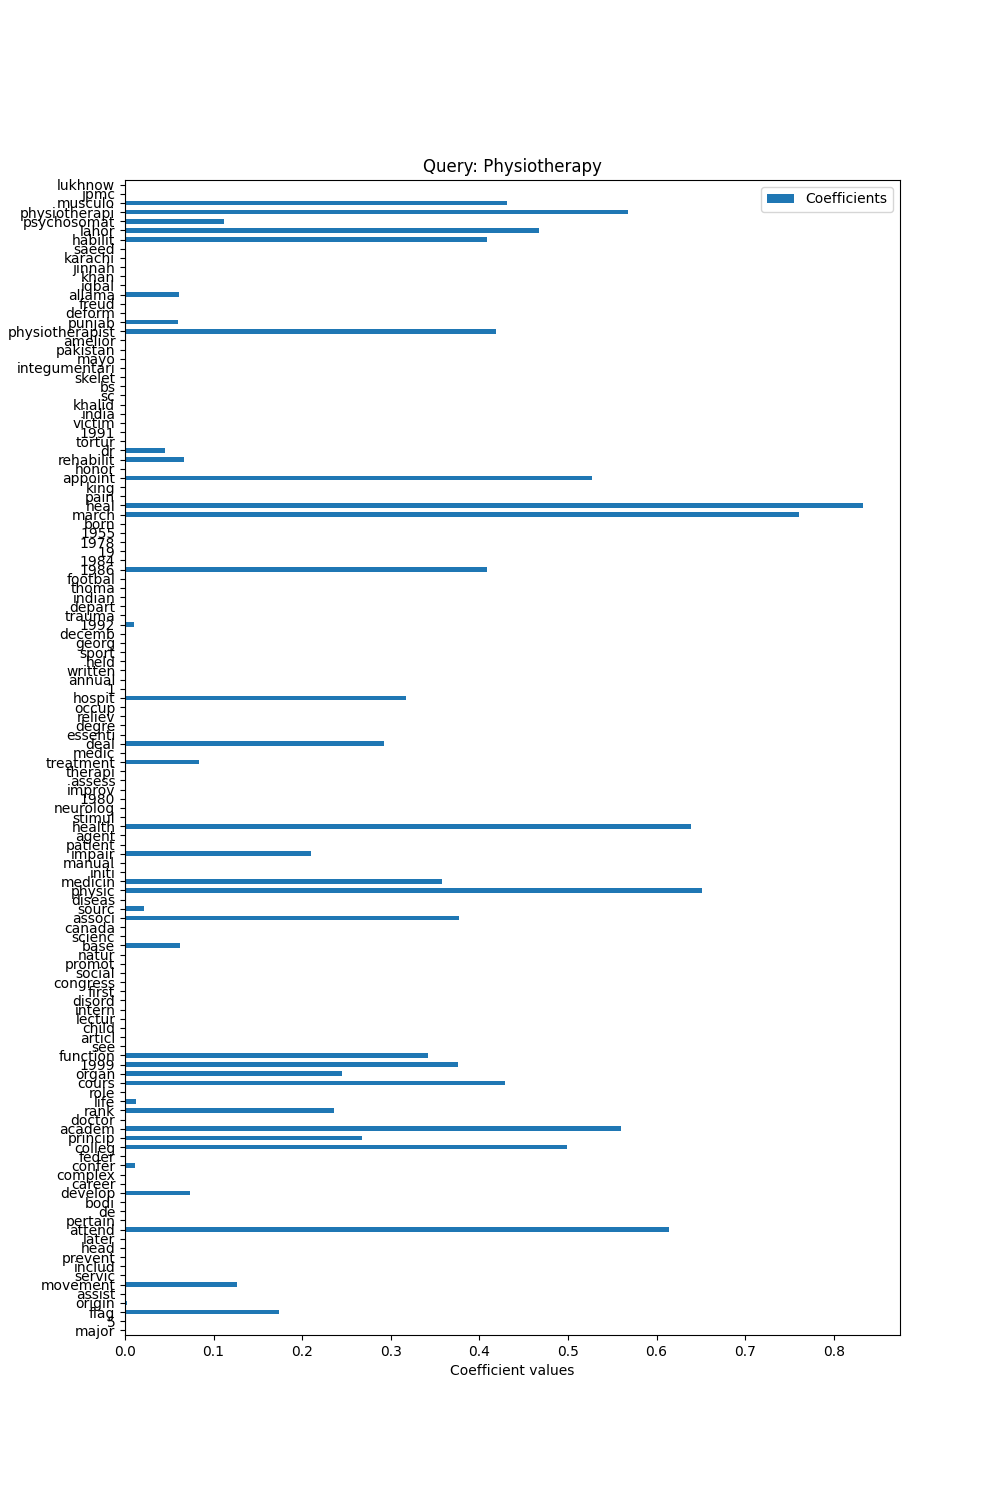 Query: Physiotherapy
Coefficients
lukhnow
jpmc
musculo
physiotherapi
psychosomat
lahor
habilit
saeed
karachi
jinnah
khan
iqbal
allama
freud
deform
punjab
physiotherapist
amelior
pakistan
mayo
integumentari
skelet
bs
sc
khalid
india
victim
1991
tortur
dr
rehabilit
honor
appoint
king
pain
heal
march
born
1955
1978
19
1984
1986
footbal
thoma
indian
depart
trauma
1992
decemb
georg
sport
held
written
annual
1
hospit
occup
reliev
degre
essenti
deal
medic
treatment
therapi
assess
improv
1980
neurolog
stimul
health
agent
patient
impair
manual
initi
medicin
physic
diseas
sourc
associ
canada
scienc
base
natur
promot
social
congress
first
disord
intern
lectur
child
articl
see
function
1999
organ
cours
role
life
rank
doctor
academ
princip
colleg
feder
confer
complex
career
develop
bodi
de
pertain
attend
later
head
prevent
includ
servic
movement
assist
origin
flag
5
major
0.0 0.1 0.2 0.3 0.4 0.5 0.6 0.7 0.8
Coefficient values